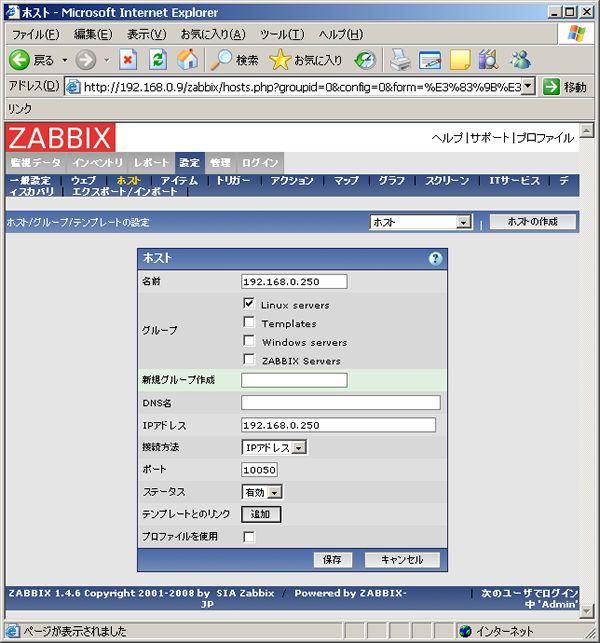 ホスト - Microsoft Internet Explorer
ファイル(F) 編集(E) 表示(V) お気に入り(A) ツール(T) ヘルプ(H)
戻る 検索 お気に入り
アドレス(D) http://192.168.0.9/zabbix/hosts.php?groupid=0&config=0&form=%E3%83%9B%E3 移動
リンク
ZABBIX
ヘルプ|サポート|プロファイル
監視データ インベントリ レポート 設定 管理 ログイン
一般設定 | ウェブ | ホスト | アイテム | トリガー | アクション | マップ | グラフ | スクリーン | ITサービス | デ
ィスカバリ | エクスポート/インポート |
ホスト/グループ/テンプレートの設定 ホスト | ホストの作成
ホスト ?
名前 192.168.0.250
グループ
Linux servers
Templates
Windows servers
ZABBIX Servers
新規グループ作成
DNS名
IPアドレス 192.168.0.250
接続方法 IPアドレス
ポート 10050
ステータス 有効
テンプレートとのリンク 追加
プロファイルを使用
保存 キャンセル
ZABBIX 1.4.6 Copyright 2001-2008 by SIA Zabbix / Powered by ZABBIX-
JP
| 次のユーザでログイン
中 'Admin'
ページが表示されました インターネット